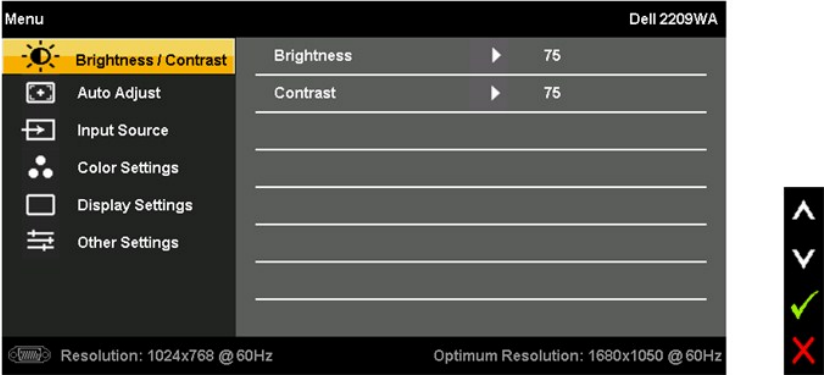 Menu Dell 2209WA
Brightness / Contrast Brightness 75
Auto Adjust Contrast 75
Input Source
Color Settings
Display Settings
Other Settings
Resolution: 1024x768 @ 60Hz Optimum Resolution: 1680x1050 @ 60Hz